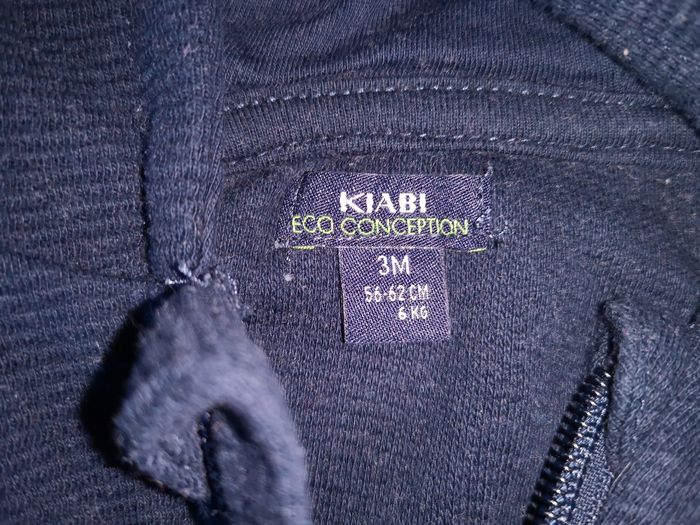 KIABI
ECO CONCEPTION
3M
56-62 CM
6 KG